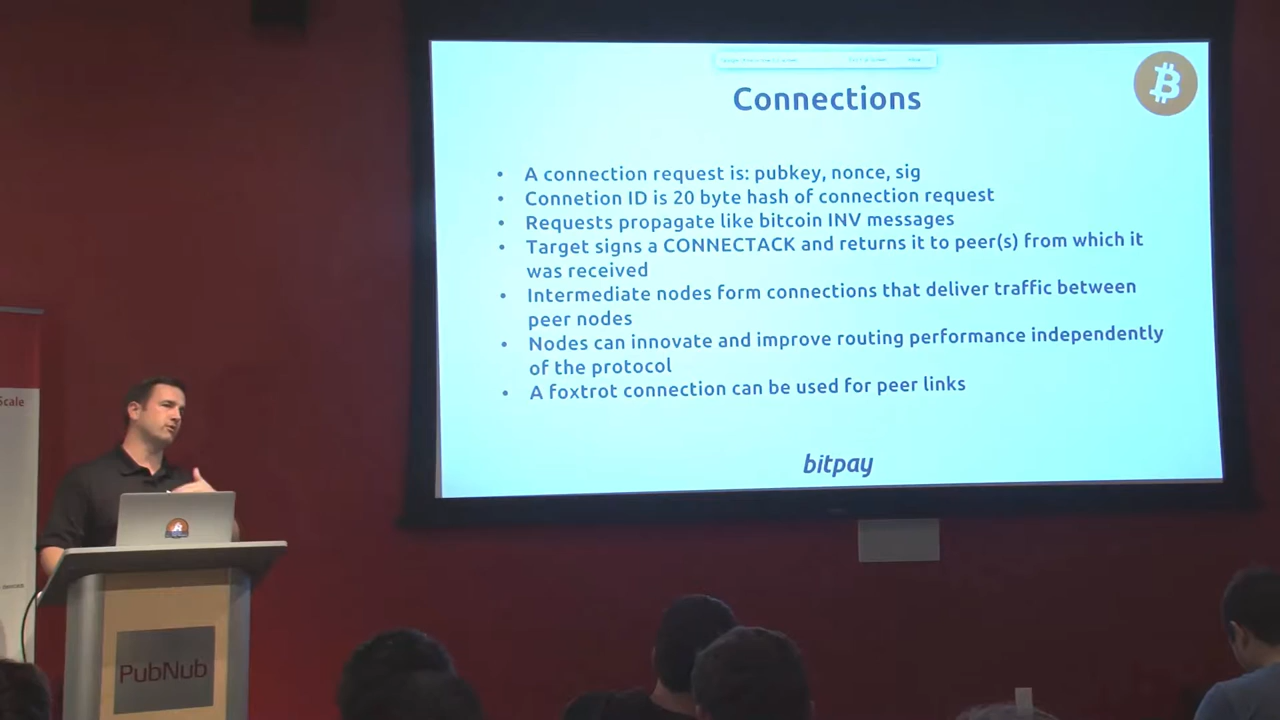 Connections
• A connection request is: pubkey, nonce, sig
• Connetion ID is 20 byte hash of connection request
• Requests propagate like bitcoin INV messages
• Target signs a CONNECTACK and returns it to peer(s) from which it
was received
• Intermediate nodes form connections that deliver traffic between
peer nodes
• Nodes can innovate and improve routing performance independently
of the protocol
• A foxtrot connection can be used for peer links
bitpay
Scale
PubNub